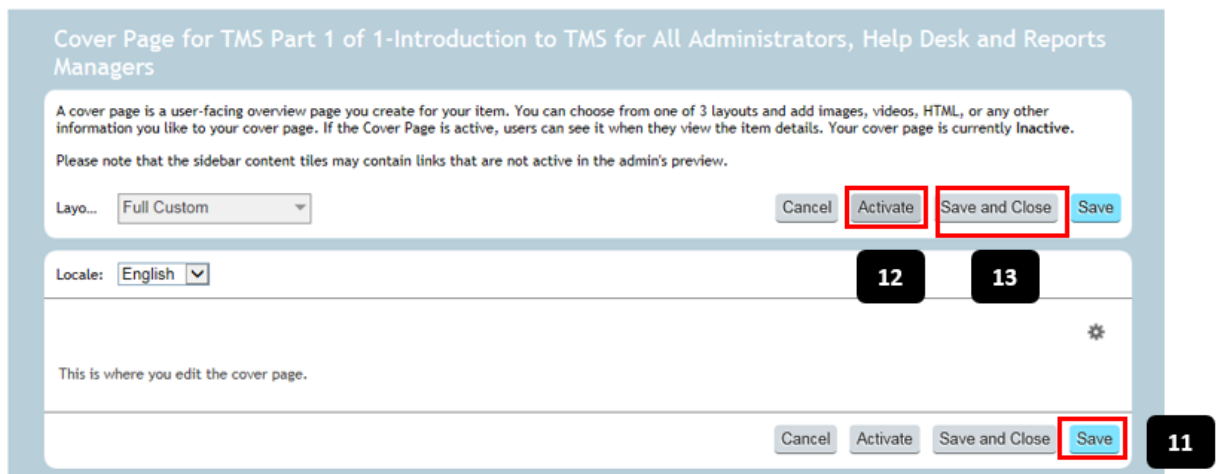 Cover Page for TMS Part 1 of 1-Introduction to TMS for All Administrators, Help Desk and Reports
Managers
A cover page is a user-facing overview page you create for your item. You can choose from one of 3 layouts and add images, videos, HTML, or any other
information you like to your cover page. If the Cover Page is active, users can see it when they view the item details. Your cover page is currently Inactive.
Please note that the sidebar content tiles may contain links that are not active in the admin's preview.
Layo... Full Custom Cancel Activate Save and Close Save
Locale: English 12 13
This is where you edit the cover page.
Cancel Activate Save and Close Save 11